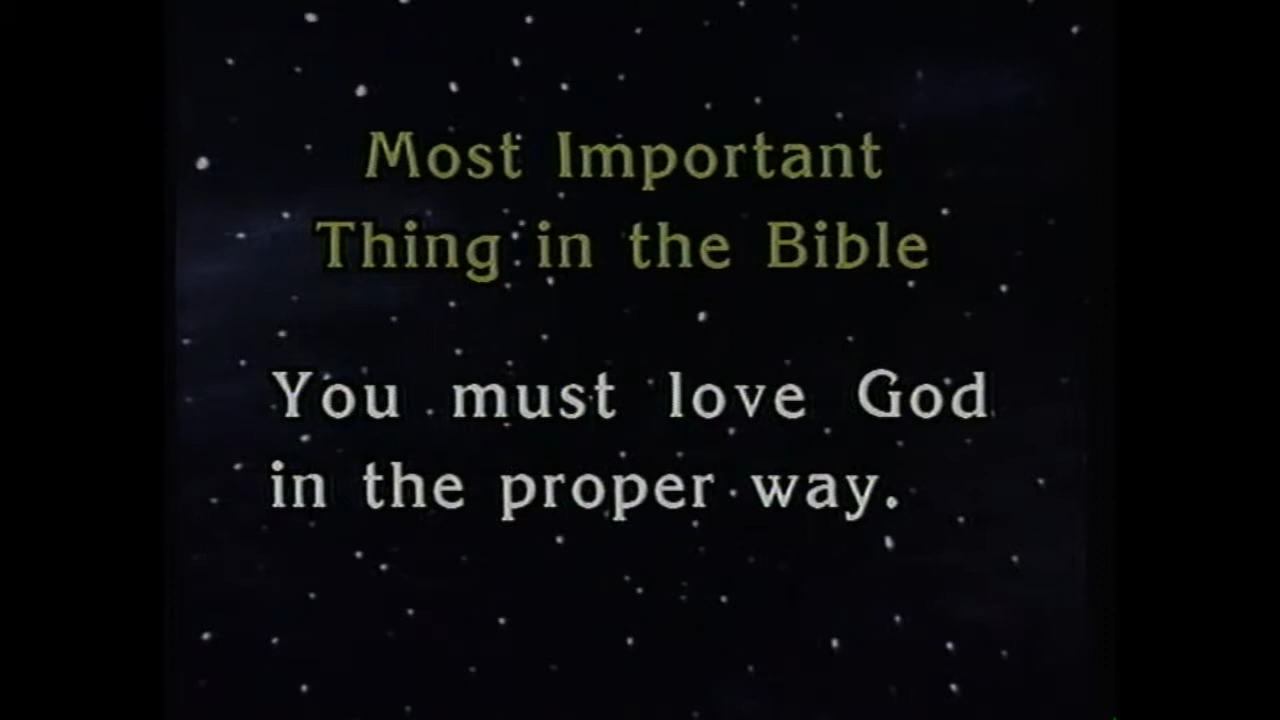 Most Important
Thing in the Bible
You must love God
in the proper way.